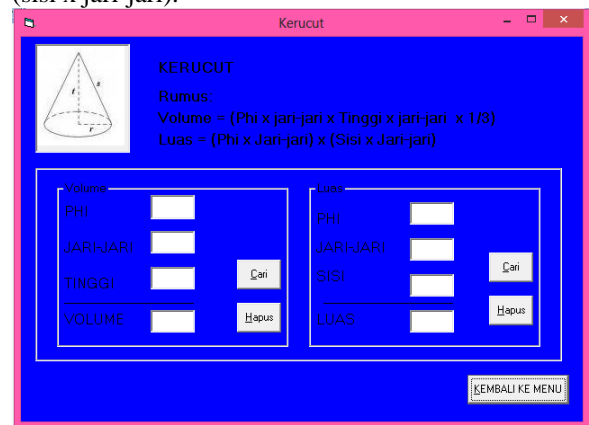 (sisi x jari-jari).
Kerucut
t
s
r
KERUCUT
Rumus:
Volume = (Phi x jari-jari x Tinggi x jari-jari x 1/3)
Luas = (Phi x Jari-jari) x (Sisi x Jari-jari)
Volume
PHI
JARI-JARI
TINGGI
VOLUME
Cari
Hapus
Luas
PHI
JARI-JARI
SISI
LUAS
Cari
Hapus
KEMBALI KE MENU